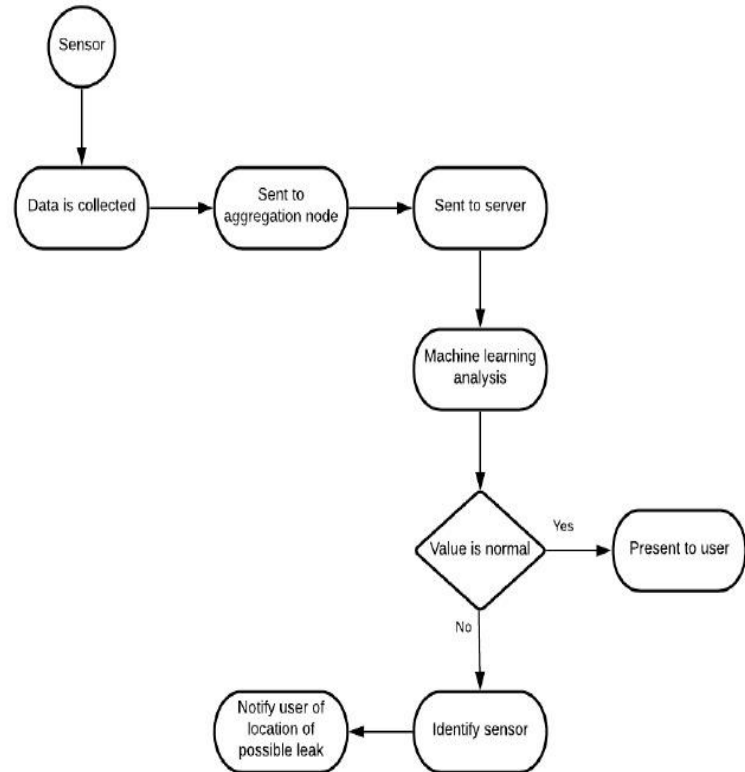 Sensor
Data is collected
Sent to
aggregation node
Sent to server
Machine learning
analysis
Value is normal
Yes
Present to user
No
Identify sensor
Notify user of
location of
possible leak